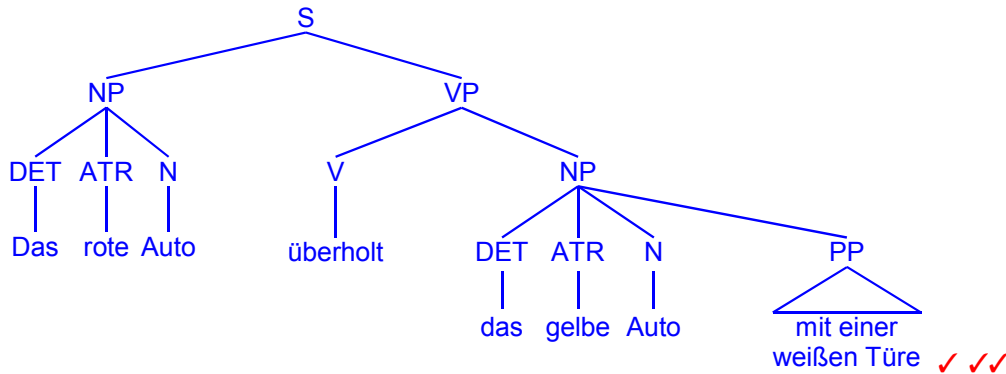 S
NP VP
DET ATR N V NP
Das rote Auto überholt DET ATR N PP
das gelbe Auto mit einer
weißen Türe ✓ ✓✓